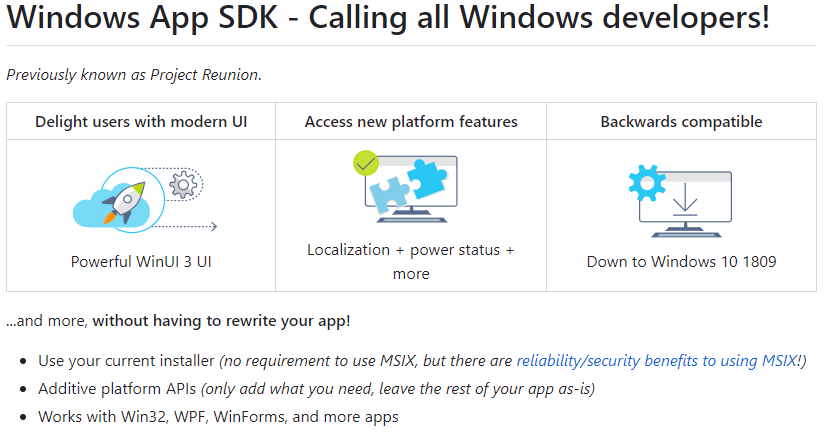 Windows App SDK - Calling all Windows developers!
Previously known as Project Reunion.
Delight users with modern UI
Access new platform features
Backwards compatible
Powerful WinUI 3 UI
Localization + power status +
more
Down to Windows 10 1809
...and more, without having to rewrite your app!
• Use your current installer (no requirement to use MSIX, but there are reliability/security benefits to using MSIX!)
• Additive platform APIs (only add what you need, leave the rest of your app as-is)
• Works with Win32, WPF, WinForms, and more apps